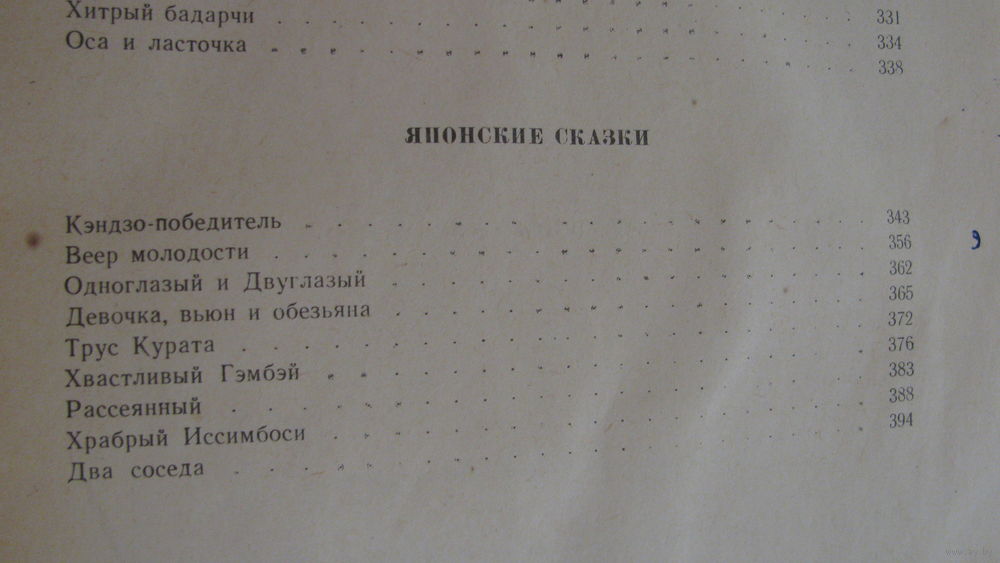 331
Хитрый бадарчи . . . . . . . . . . . . . . 334
Оса и ласточка . . . . . . . . . . . . . . 338
ЯПОНСКИЕ СКАЗКИ
Кэндзо-победитель . . . . . . . . . . . . . . 343
Веер молодости . . . . . . . . . . . . . . 356
Одноглазый и Двуглазый . . . . . . . . . . . . . . 362
Девочка, вьюн и обезьяна . . . . . . . . . . . . . . 365
Трус Курата . . . . . . . . . . . . . . 372
Хвастливый Гэмбэй . . . . . . . . . . . . . . 376
Рассеянный . . . . . . . . . . . . . . 383
Храбрый Иссимбоси . . . . . . . . . . . . . . 388
Два соседа . . . . . . . . . . . . . . 394